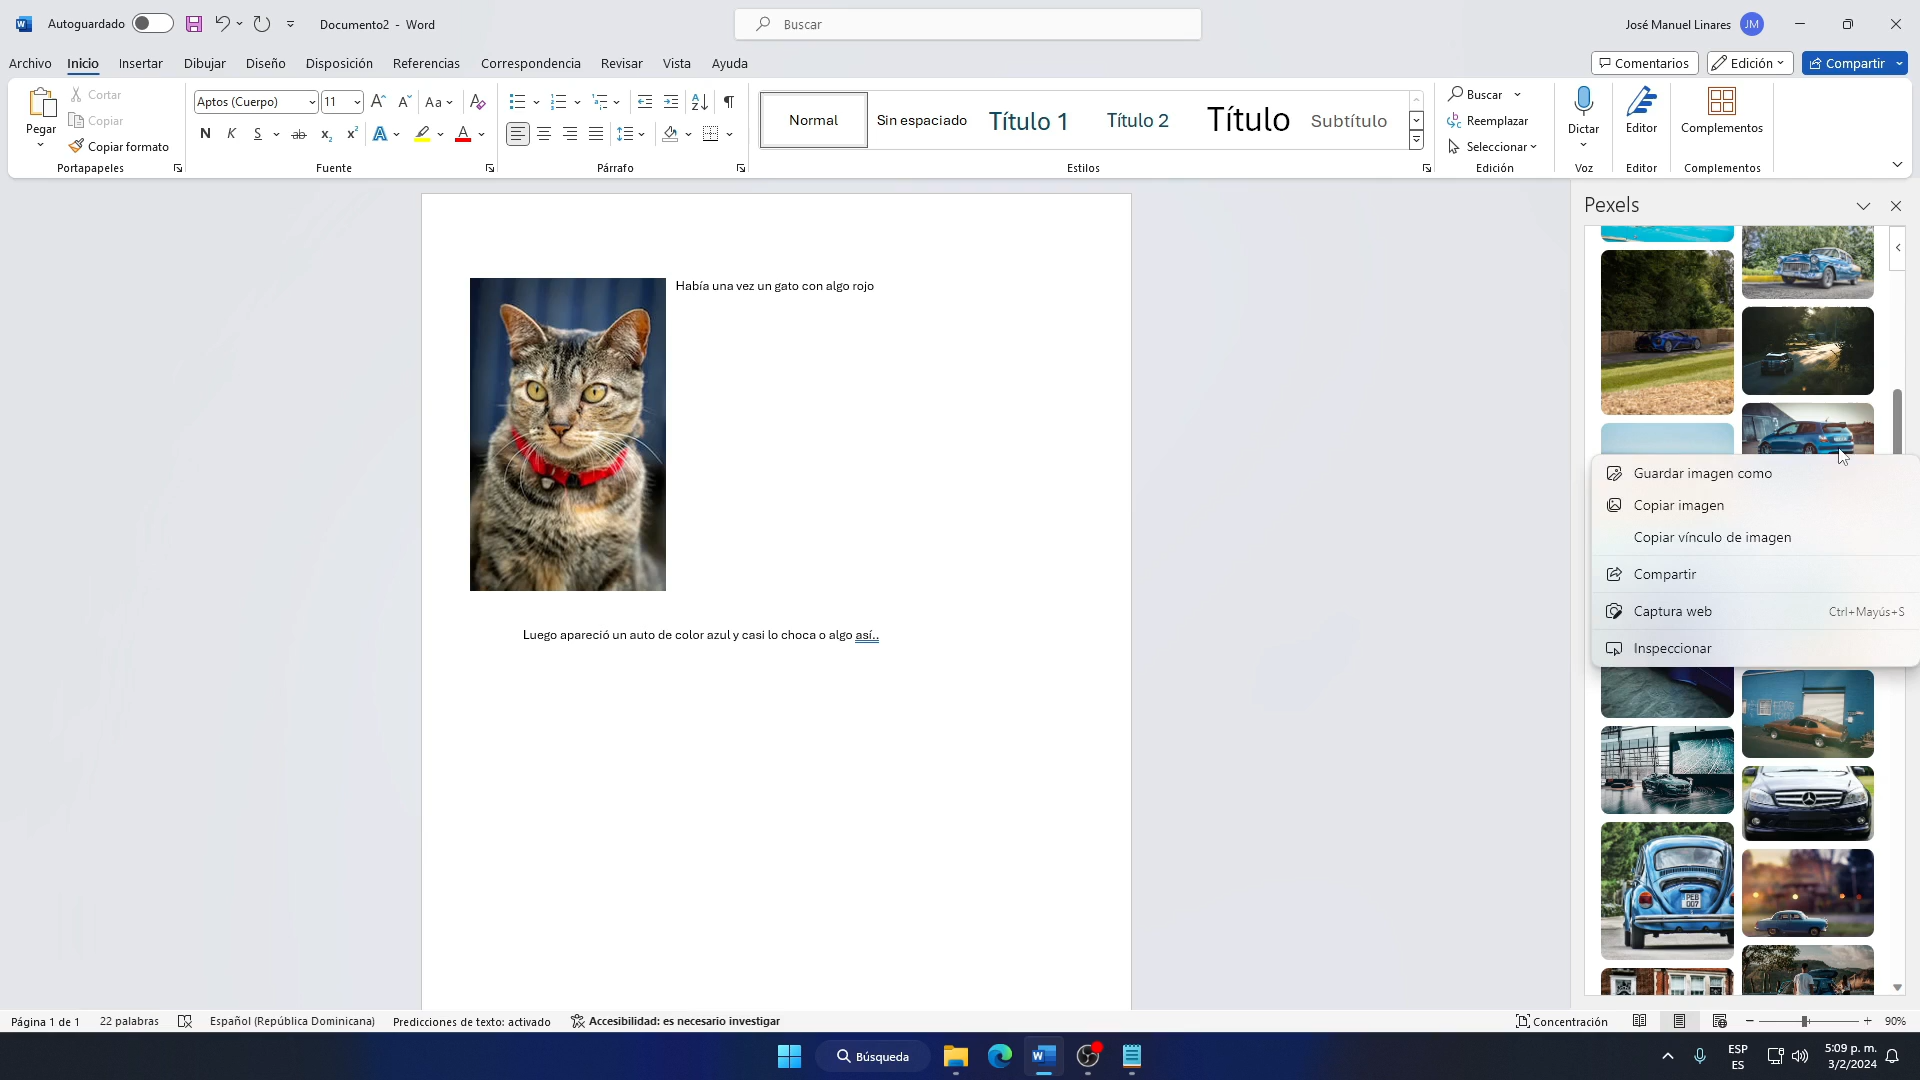 Autoguardado
Documento2 - Word
Buscar
José Manuel Linares
JM
Archivo
Inicio
Insertar
Dibujar
Diseño
Disposición
Referencias
Correspondencia
Revisar
Vista
Ayuda
Comentarios
Edición
Compartir
Pegar
Cortar
Copiar
Copiar formato
Portapapeles
Aptos (Cuerpo)
11
Aa
N K S ab x₂ x²
Fuente
Párrafo
Normal
Sin espaciado
Título 1
Título 2
Título
Subtítulo
Estilos
Buscar
Reemplazar
Seleccionar
Edición
Dictar
Voz
Editor
Editor
Complementos
Complementos
Pexels
Había una vez un gato con algo rojo
Luego apareció un auto de color azul y casi lo choca o algo así..
Guardar imagen como
Copiar imagen
Copiar vínculo de imagen
Compartir
Captura web Ctrl+Mayús+S
Inspeccionar
PEB
007
Página 1 de 1
22 palabras
Español (República Dominicana)
Predicciones de texto: activado
Accesibilidad: es necesario investigar
Concentración
90%
Búsqueda
ESP
ES
5:09 p. m.
3/2/2024